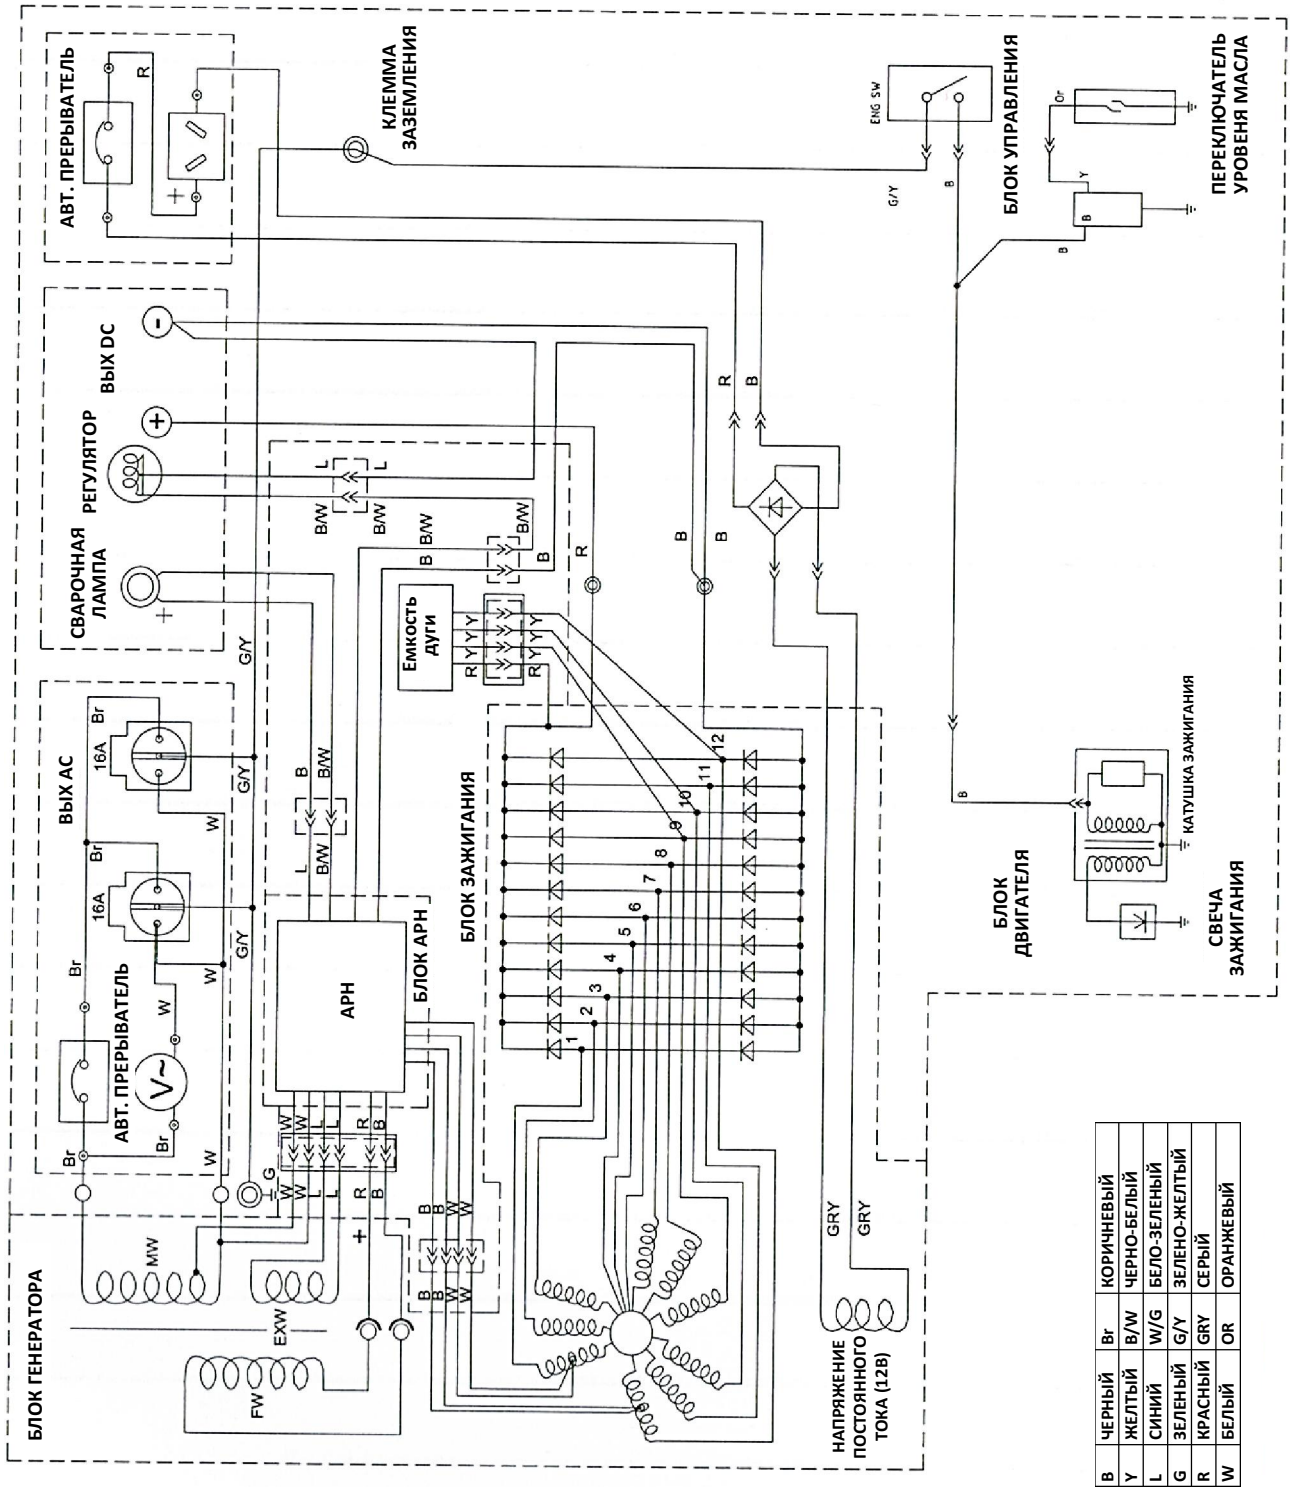 БЛОК ГЕНЕРАТОРА
FW
EXW
MW
+
НАПРЯЖЕНИЕ
ПОСТОЯННОГО
ТОКА (12В)
GRY
GRY
ВЫХ AC
АВТ. ПРЕРЫВАТЕЛЬ
V~
Br
Br
Br
Br
Br
W
W
W
W
16A
16A
G/Y
G/Y
G/Y
G
W
W
L
L
R
B
W
W
L
L
R
B
B
B
W
W
B
B
W
W
АРН
БЛОК АРН
L
B/W
B
B/W
СВАРОЧНАЯ
ЛАМПА
+
РЕГУЛЯТОР
ВЫХ DC
+
-
B/W
L
B/W
L
B
B/W
B
B/W
Емкость
дуги
R
Y
Y
Y
R
Y
Y
Y
R
B
B
БЛОК ЗАЖИГАНИЯ
1
2
3
4
5
6
7
8
9
10
11
12
АВТ. ПРЕРЫВАТЕЛЬ
R
+
КЛЕММА
ЗАЗЕМЛЕНИЯ
R
B
ENG SW
G/Y
B
БЛОК УПРАВЛЕНИЯ
B
B
Y
Or
ПЕРЕКЛЮЧАТЕЛЬ
УРОВЕНЯ МАСЛА
B
БЛОК
ДВИГАТЕЛЯ
КАТУШКА ЗАЖИГАНИЯ
СВЕЧА
ЗАЖИГАНИЯ
B ЧЕРНЫЙ Br КОРИЧНЕВЫЙ
Y ЖЕЛТЫЙ B/W ЧЕРНО-БЕЛЫЙ
L СИНИЙ W/G БЕЛО-ЗЕЛЕНЫЙ
G ЗЕЛЕНЫЙ G/Y ЗЕЛЕНО-ЖЕЛТЫЙ
R КРАСНЫЙ GRY СЕРЫЙ
W БЕЛЫЙ OR ОРАНЖЕВЫЙ